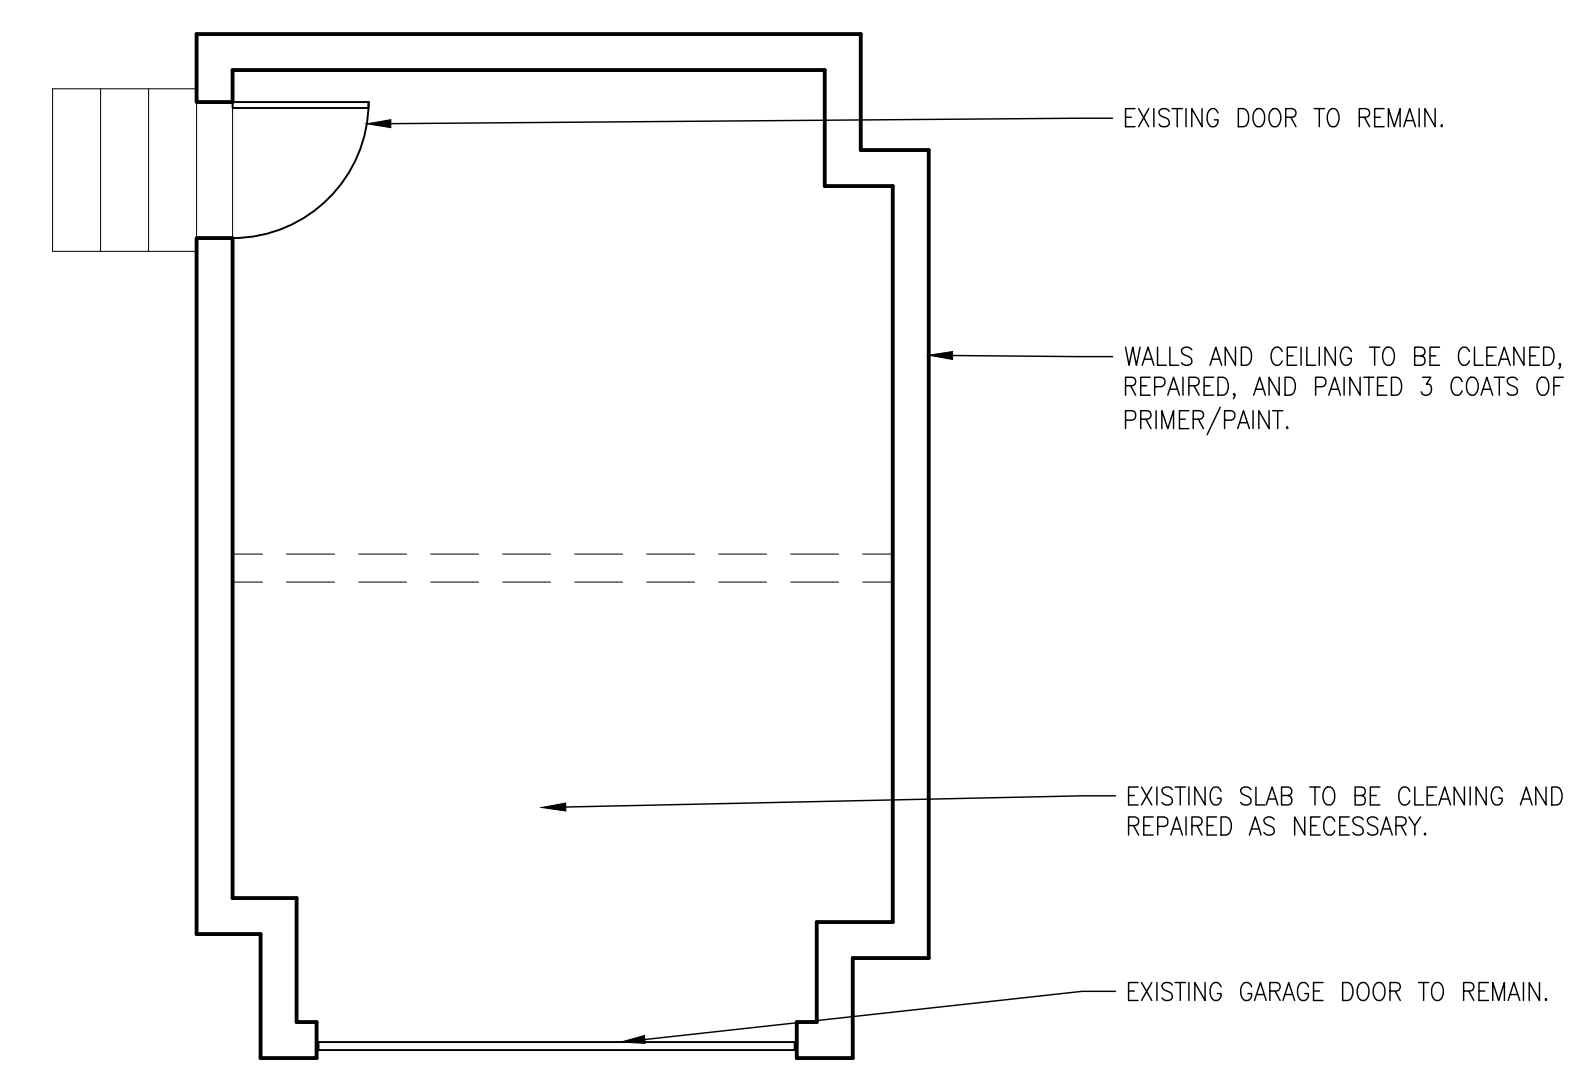 EXISTING DOOR TO REMAIN.
WALLS AND CEILING TO BE CLEANED,
REPAIRED, AND PAINTED 3 COATS OF
PRIMER/PAINT.
EXISTING SLAB TO BE CLEANING AND
REPAIRED AS NECESSARY.
EXISTING GARAGE DOOR TO REMAIN.